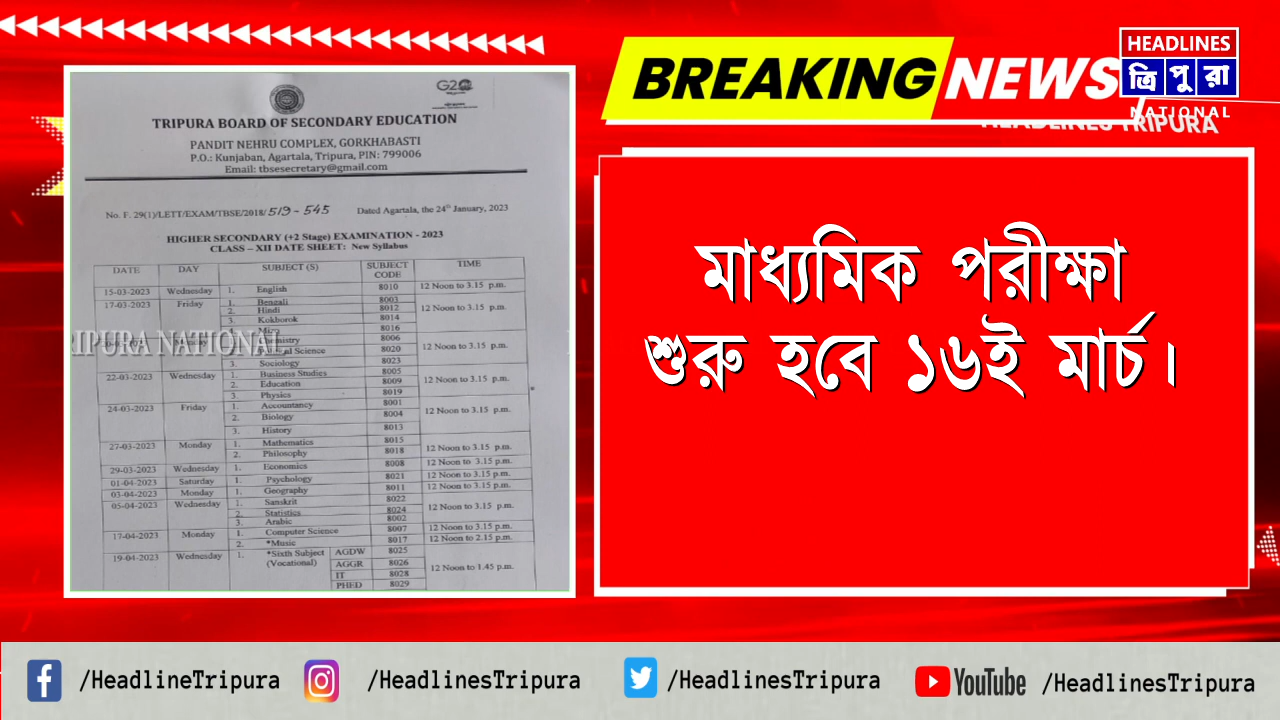 BREAKING NEWS
HEADLINES
ত্রিপুরা
NATIONAL
HEADLINES TRIPURA
G20
TRIPURA BOARD OF SECONDARY EDUCATION
PANDIT NEHRU COMPLEX, GORKHABASTI
P.O.: Kunjaban, Agartala, Tripura, PIN: 799006
Email: tbsesecretary@gmail.com
No. F. 29(1)/LETT/EXAM/TBSE/2018/519-545 Dated Agartala, the 24th January, 2023
HIGHER SECONDARY (+2 Stage) EXAMINATION - 2023
CLASS – XII DATE SHEET: New Syllabus
DATE DAY SUBJECT (S) SUBJECT CODE TIME
15-03-2023 Wednesday 1. English 8010 12 Noon to 3.15 p.m.
17-03-2023 Friday 1. Bengali 8003 12 Noon to 3.15 p.m.
2. Hindi 8012
3. Kokborok 8014
4. Mizo 8016
Monday Chemistry 8006 12 Noon to 3.15 p.m.
Science 8020
3. Sociology 8023
TRIPURA NATIONAL
22-03-2023 Wednesday 1. Business Studies 8005 12 Noon to 3.15 p.m.
2. Education 8009
3. Physics 8019
24-03-2023 Friday 1. Accountancy 8001 12 Noon to 3.15 p.m.
2. Biology 8004
3. History 8013
27-03-2023 Monday 1. Mathematics 8015 12 Noon to 3.15 p.m.
2. Philosophy 8018
29-03-2023 Wednesday 1. Economics 8008 12 Noon to 3.15 p.m.
01-04-2023 Saturday 1. Psychology 8021 12 Noon to 3.15 p.m.
03-04-2023 Monday 1. Geography 8011 12 Noon to 3.15 p.m.
05-04-2023 Wednesday 1. Sanskrit 8022 12 Noon to 3.15 p.m.
2. Statistics 8024
3. Arabic 8002
17-04-2023 Monday 1. Computer Science 8007 12 Noon to 3.15 p.m.
2. *Music 8017 12 Noon to 2.15 p.m.
19-04-2023 Wednesday 1. *Sixth Subject (Vocational) AGDW 8025 12 Noon to 1.45 p.m.
AGGR 8026
IT 8028
PHED 8029
মাধ্যমিক পরীক্ষা
শুরু হবে ১৬ই মার্চ।
/HeadlineTripura /HeadlinesTripura /HeadlinesTripura YouTube /HeadlinesTripura